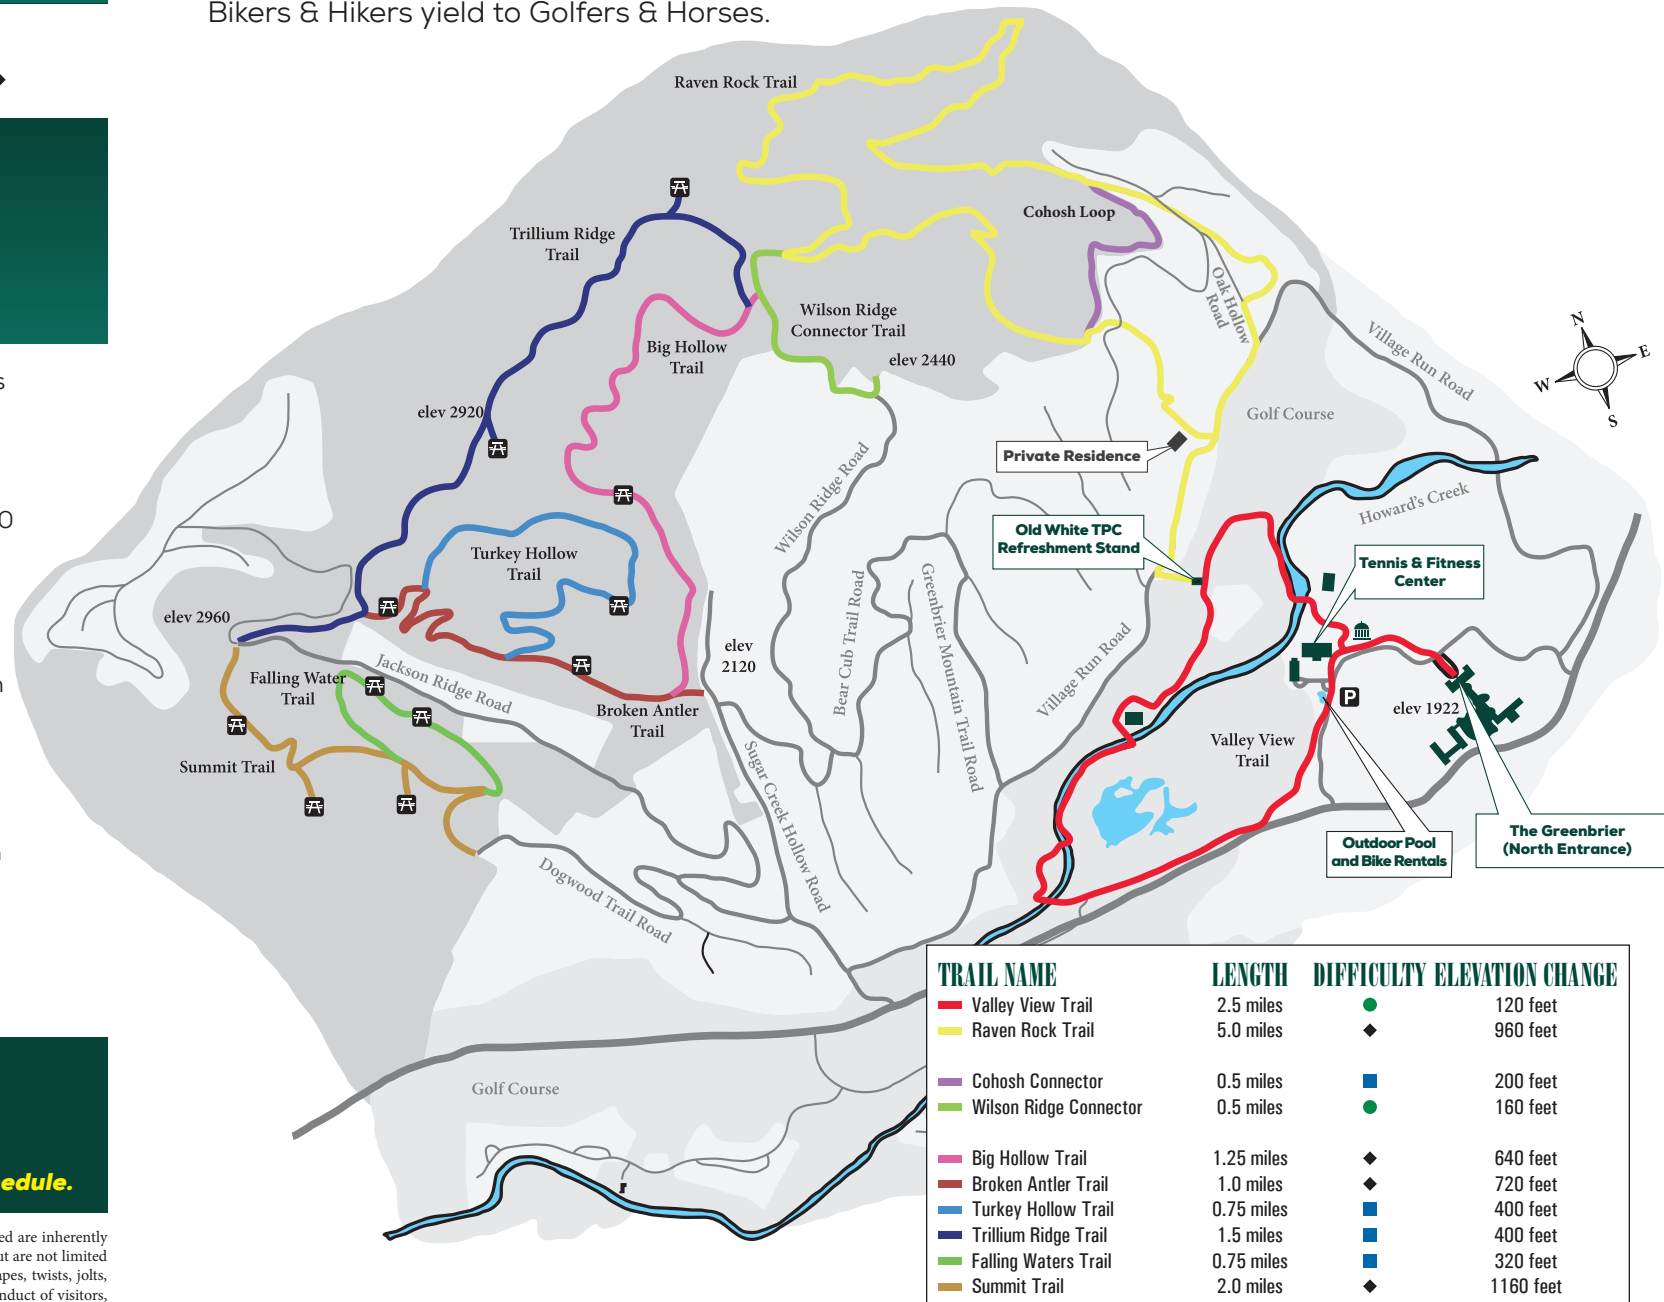 Bikers & Hikers yield to Golfers & Horses.
Raven Rock Trail
Cohosh Loop
Trillium Ridge
Trail
Oak Hollow
Road
Wilson Ridge
Connector Trail
Big Hollow
Trail
elev 2440
Village Run Road
N
E
W
S
elev 2920
Golf Course
Private Residence
Wilson Ridge Road
Howard's Creek
Old White TPC
Refreshment Stand
Turkey Hollow
Trail
Tennis & Fitness
Center
Bear Cub Trail Road
Greenbrier Mountain Trail Road
elev 2960
elev
2120
Village Run Road
Jackson Ridge Road
Falling Water
Trail
P
elev 1922
Broken Antler
Trail
Valley View
Trail
Summit Trail
Sugar Creek Hollow Road
Outdoor Pool
and Bike Rentals
The Greenbrier
(North Entrance)
Dogwood Trail Road
Golf Course
TRAIL NAME LENGTH DIFFICULTY ELEVATION CHANGE
Valley View Trail 2.5 miles 120 feet
Raven Rock Trail 5.0 miles 960 feet
Cohosh Connector 0.5 miles 200 feet
Wilson Ridge Connector 0.5 miles 160 feet
Big Hollow Trail 1.25 miles 640 feet
Broken Antler Trail 1.0 miles 720 feet
Turkey Hollow Trail 0.75 miles 400 feet
Trillium Ridge Trail 1.5 miles 400 feet
Falling Waters Trail 0.75 miles 320 feet
Summit Trail 2.0 miles 1160 feet
are inherently
are not limited
twists, jolts,
of visitors,